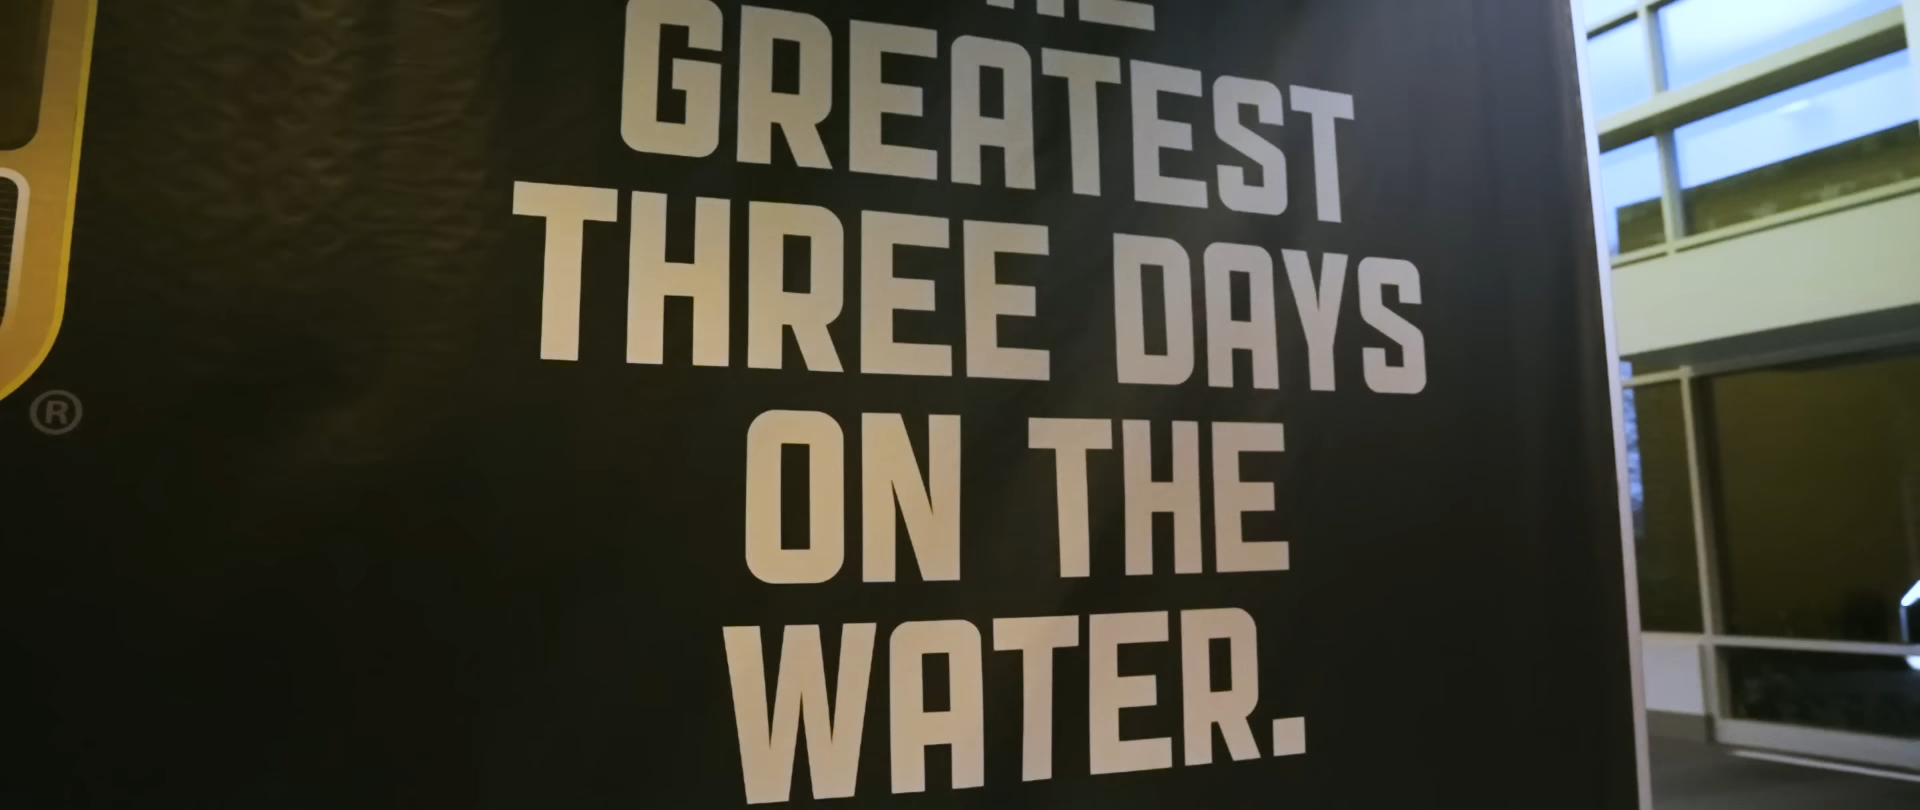 GREATEST
THREE DAYS
ON THE
WATER.
®